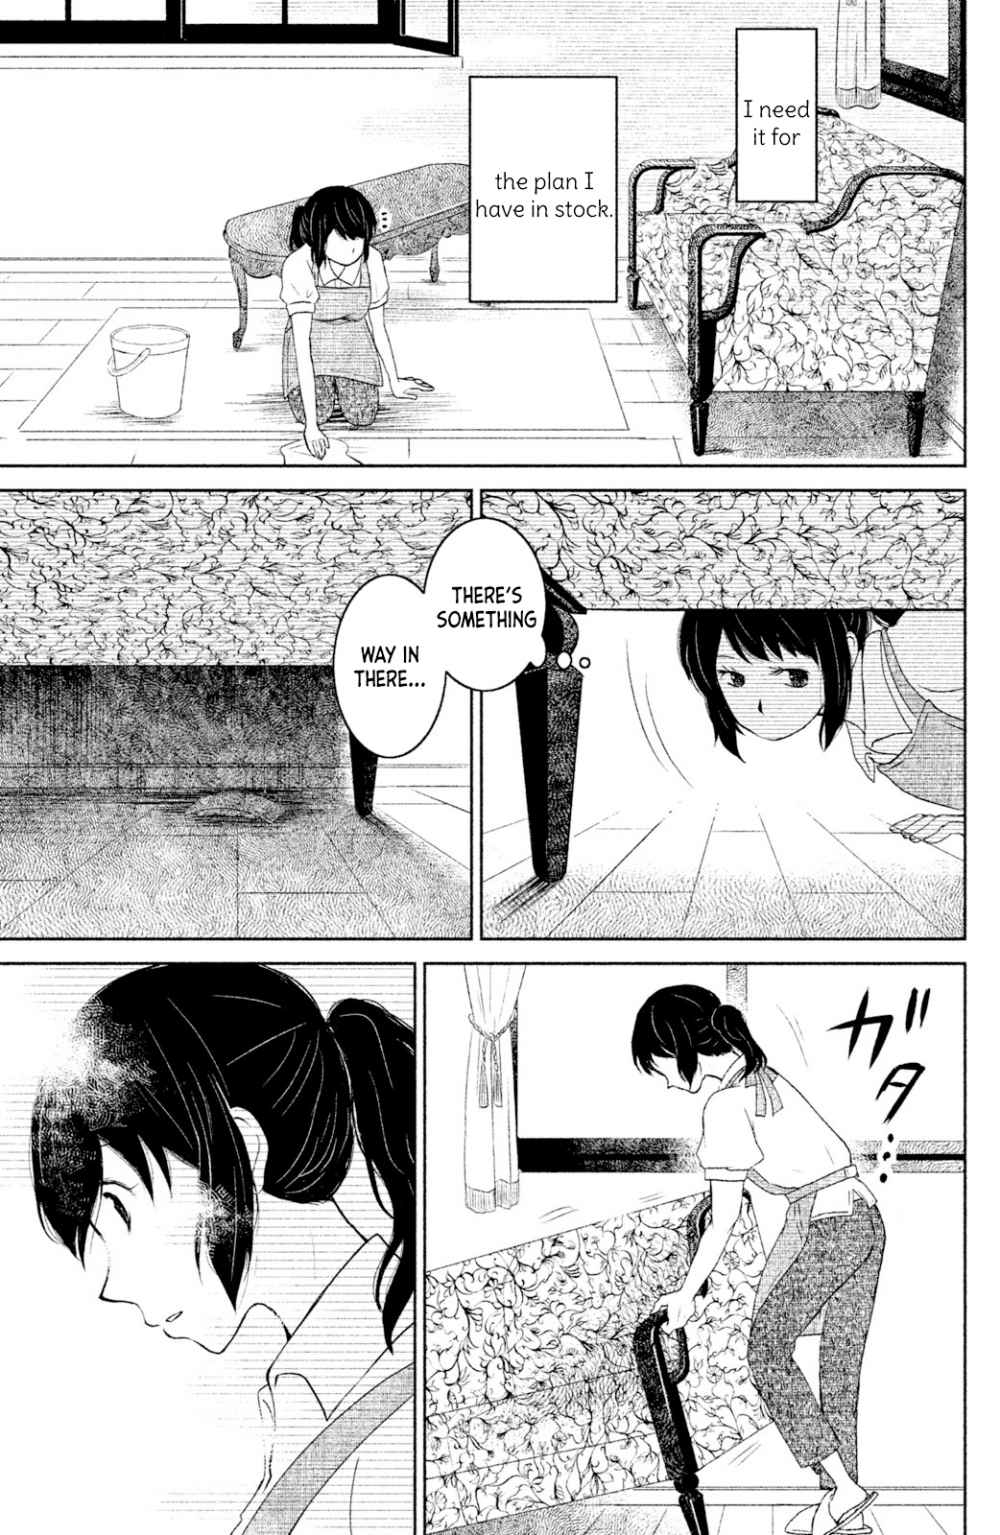 I need
it for
the plan I
have in stock.
THERE'S
SOMETHING
WAY IN
THERE...
ガタ…